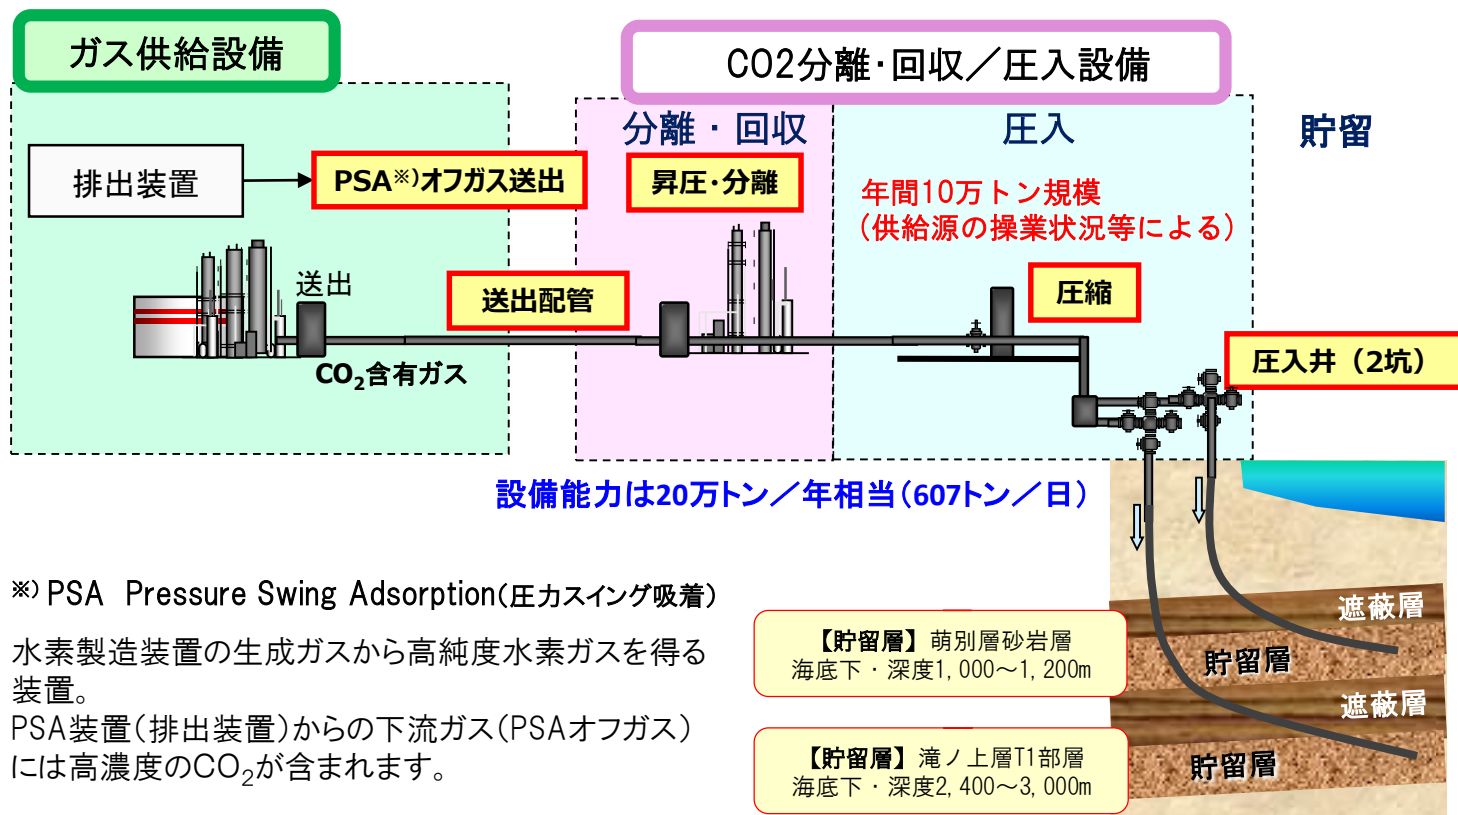 ガス供給設備
CO2分離・回収／圧入設備
分離・回収
圧入
貯留
排出装置
PSA※)オフガス送出
昇圧・分離
年間10万トン規模
（供給源の操業状況等による）
送出
送出配管
圧縮
CO2含有ガス
圧入井（2坑）
設備能力は20万トン／年相当（607トン／日）
※) PSA Pressure Swing Adsorption（圧力スイング吸着）
水素製造装置の生成ガスから高純度水素ガスを得る
装置。
PSA装置（排出装置）からの下流ガス（PSAオフガス）
には高濃度のCO2が含まれます。
【貯留層】萌別層砂岩層
海底下・深度1,000～1,200m
【貯留層】滝ノ上層T1部層
海底下・深度2,400～3,000m
遮蔽層
貯留層
遮蔽層
貯留層